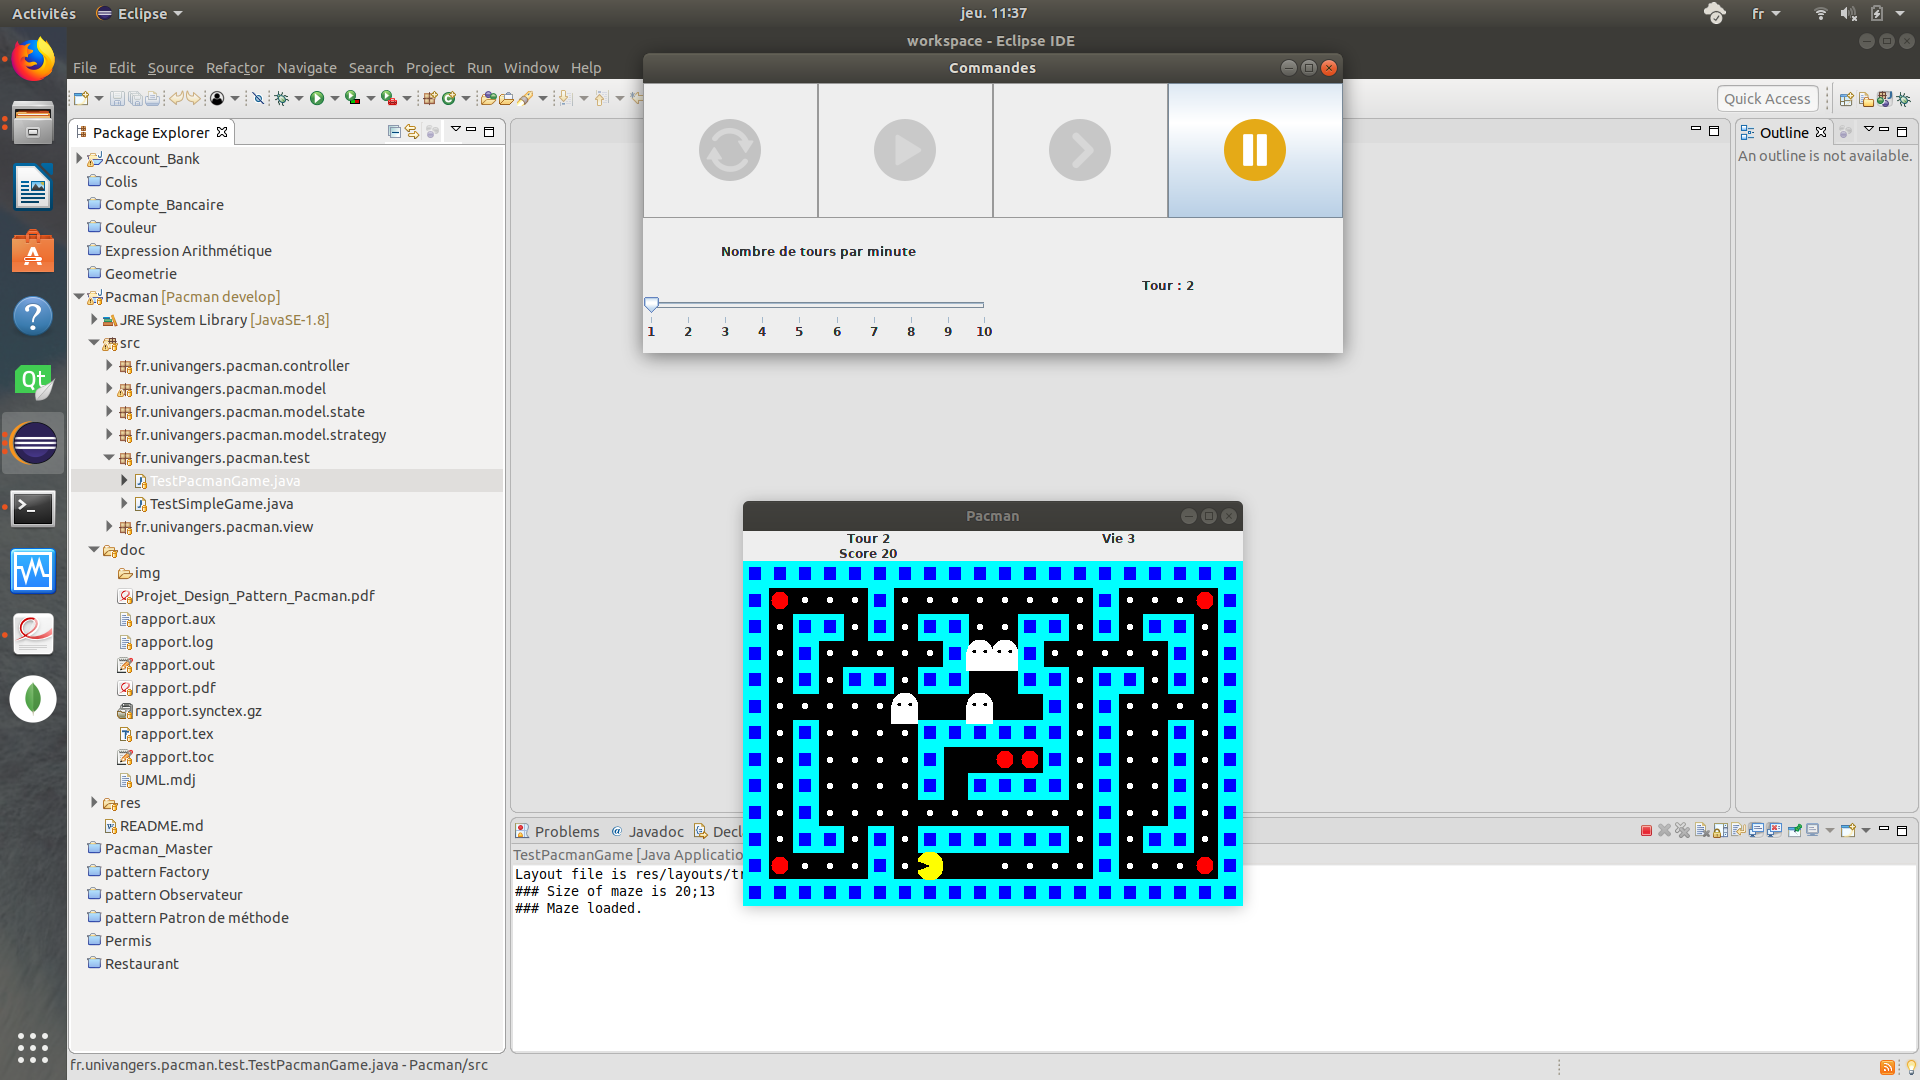 Activités
Eclipse
jeu. 11:37
fr
workspace - Eclipse IDE
File Edit Source Refactor Navigate Search Project Run Window Help
Commandes
Quick Access
Package Explorer
Account_Bank
Colis
Compte_Bancaire
Couleur
Expression Arithmétique
Geometrie
Pacman [Pacman develop]
JRE System Library [JavaSE-1.8]
src
fr.univangers.pacman.controller
fr.univangers.pacman.model
fr.univangers.pacman.model.state
fr.univangers.pacman.model.strategy
fr.univangers.pacman.test
TestPacmanGame.java
TestSimpleGame.java
fr.univangers.pacman.view
doc
img
Projet_Design_Pattern_Pacman.pdf
rapport.aux
rapport.log
rapport.out
rapport.pdf
rapport.synctex.gz
rapport.tex
rapport.toc
UML.mdj
res
README.md
Pacman_Master
pattern Factory
pattern Observateur
pattern Patron de méthode
Permis
Restaurant
Nombre de tours par minute
Tour : 2
1 2 3 4 5 6 7 8 9 10
Outline
An outline is not available.
Pacman
Tour 2
Score 20
Vie 3
Problems
@ Javadoc
Decl
TestPacmanGame [Java Applicatio
Layout file is res/layouts/tr
### Size of maze is 20;13
### Maze loaded.
Qt
fr.univangers.pacman.test.TestPacmanGame.java - Pacman/src